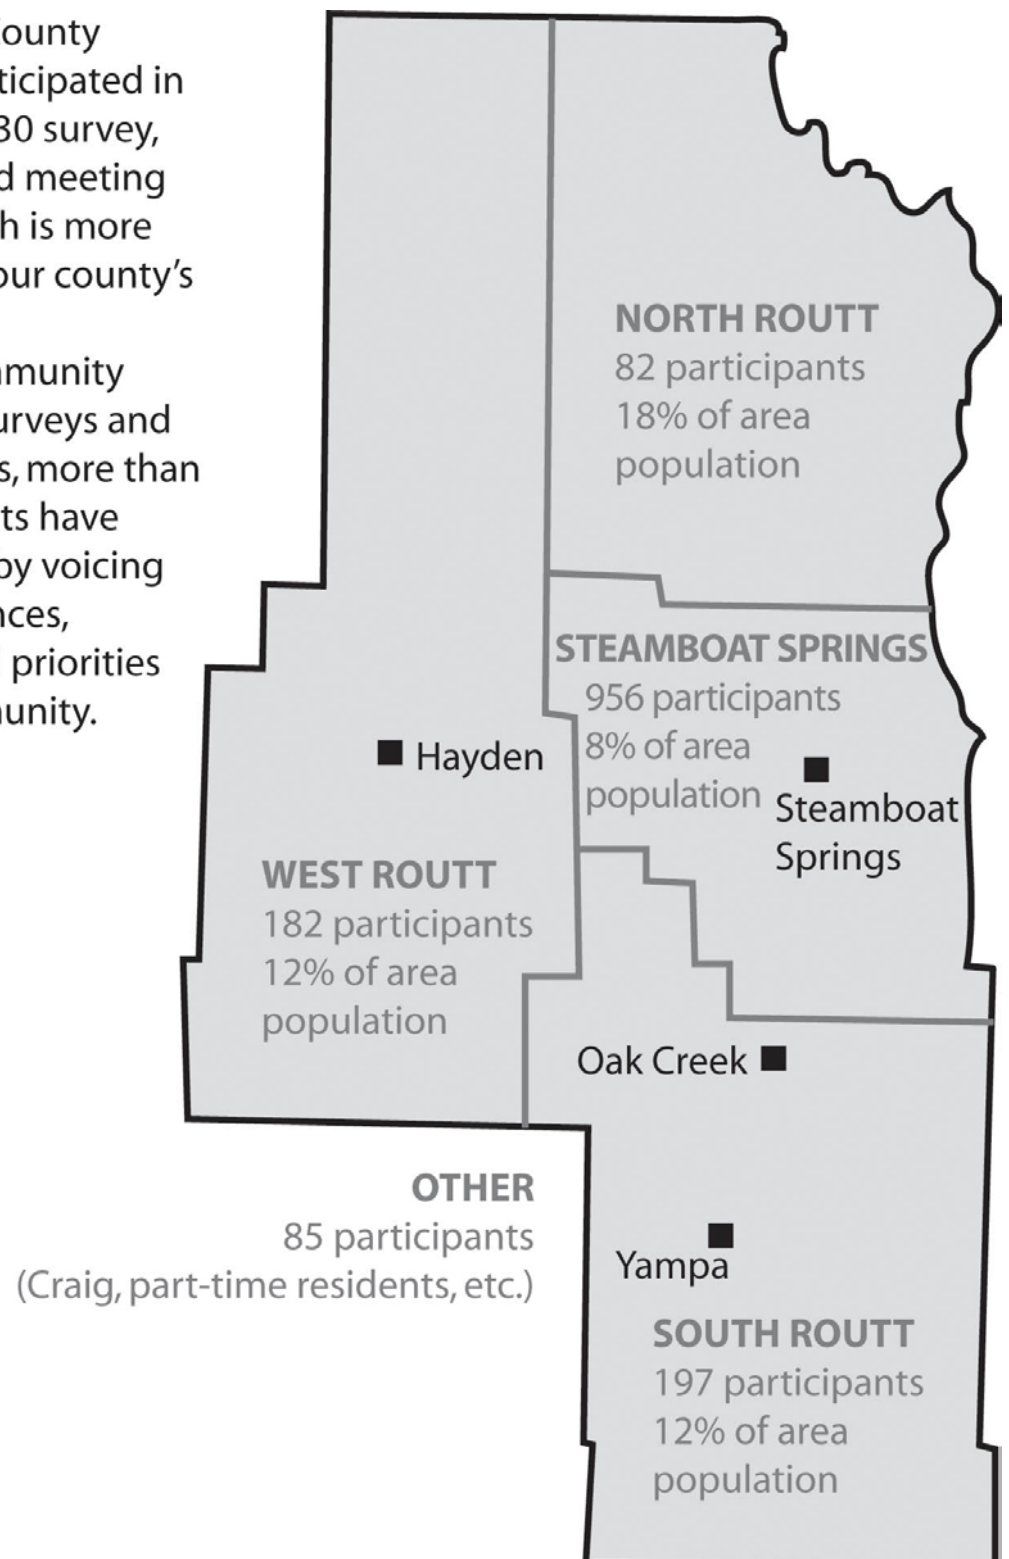 ounty
ticipated in
30 survey,
d meeting
h is more
our county's
mmunity
urveys and
s, more than
ts have
by voicing
nces,
priorities
unity.
NORTH ROUTT
82 participants
18% of area
population
STEAMBOAT SPRINGS
956 participants
8% of area
population
Steamboat
Springs
Hayden
WEST ROUTT
182 participants
12% of area
population
Oak Creek
OTHER
85 participants
(Craig, part-time residents, etc.)
Yampa
SOUTH ROUTT
197 participants
12% of area
population